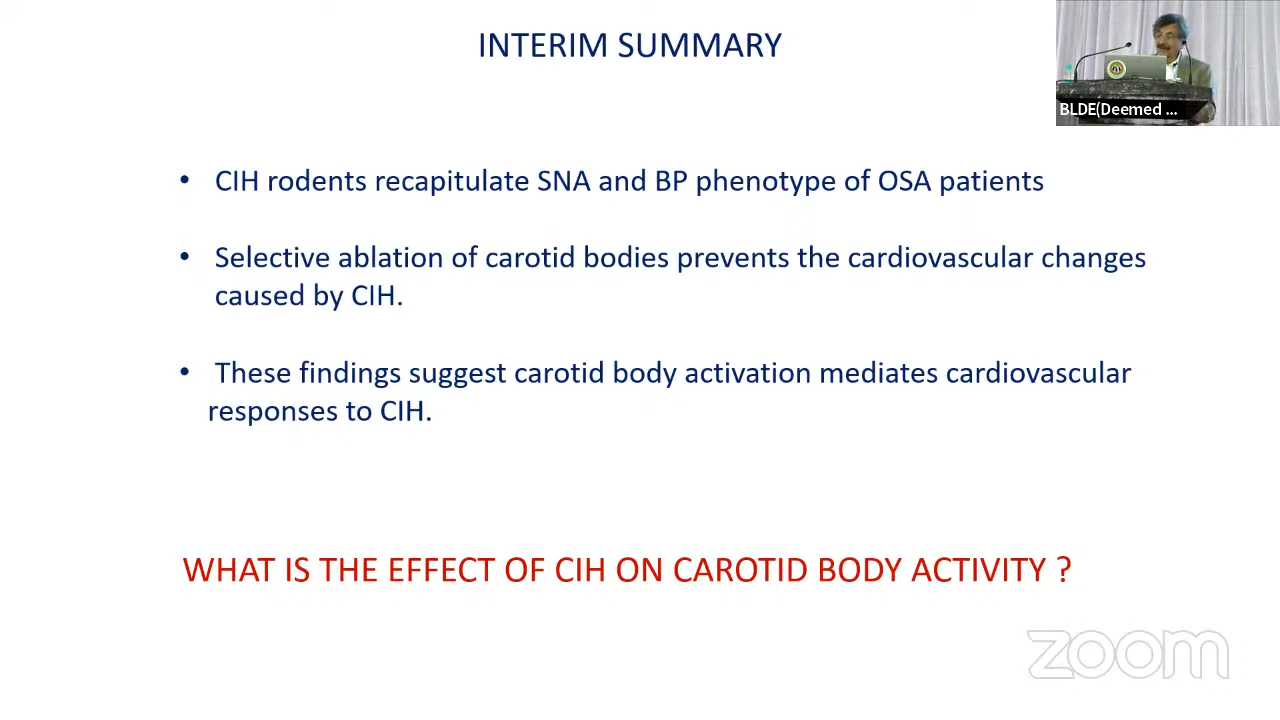 INTERIM SUMMARY
BLDE(Deemed ...
• CIH rodents recapitulate SNA and BP phenotype of OSA patients
• Selective ablation of carotid bodies prevents the cardiovascular changes
caused by CIH.
• These findings suggest carotid body activation mediates cardiovascular
responses to CIH.
WHAT IS THE EFFECT OF CIH ON CAROTID BODY ACTIVITY ?
zoom